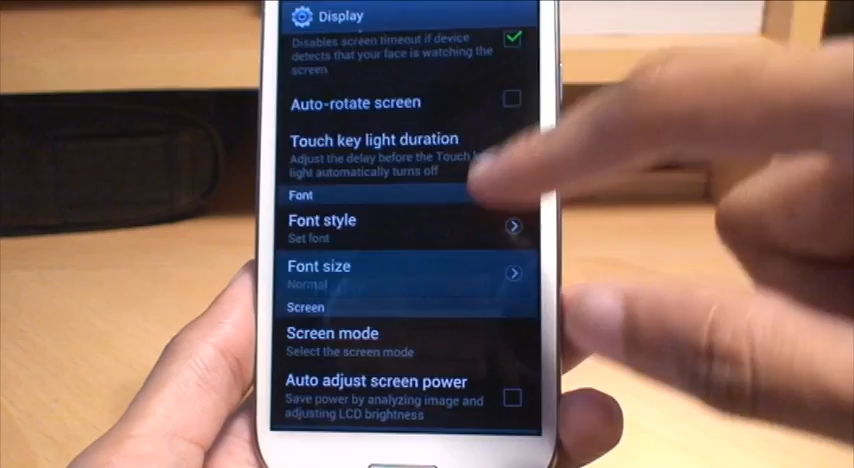 Display
Disables screen timeout if device
detects that your face is watching the
screen
Auto-rotate screen
Touch key light duration
Adjust the delay before the Touch
light automatically turns off
Font
Font style
Set font
Font size
Normal
Screen
Screen mode
Select the screen mode
Auto adjust screen power
Save power by analyzing image and
adjusting LCD brightness